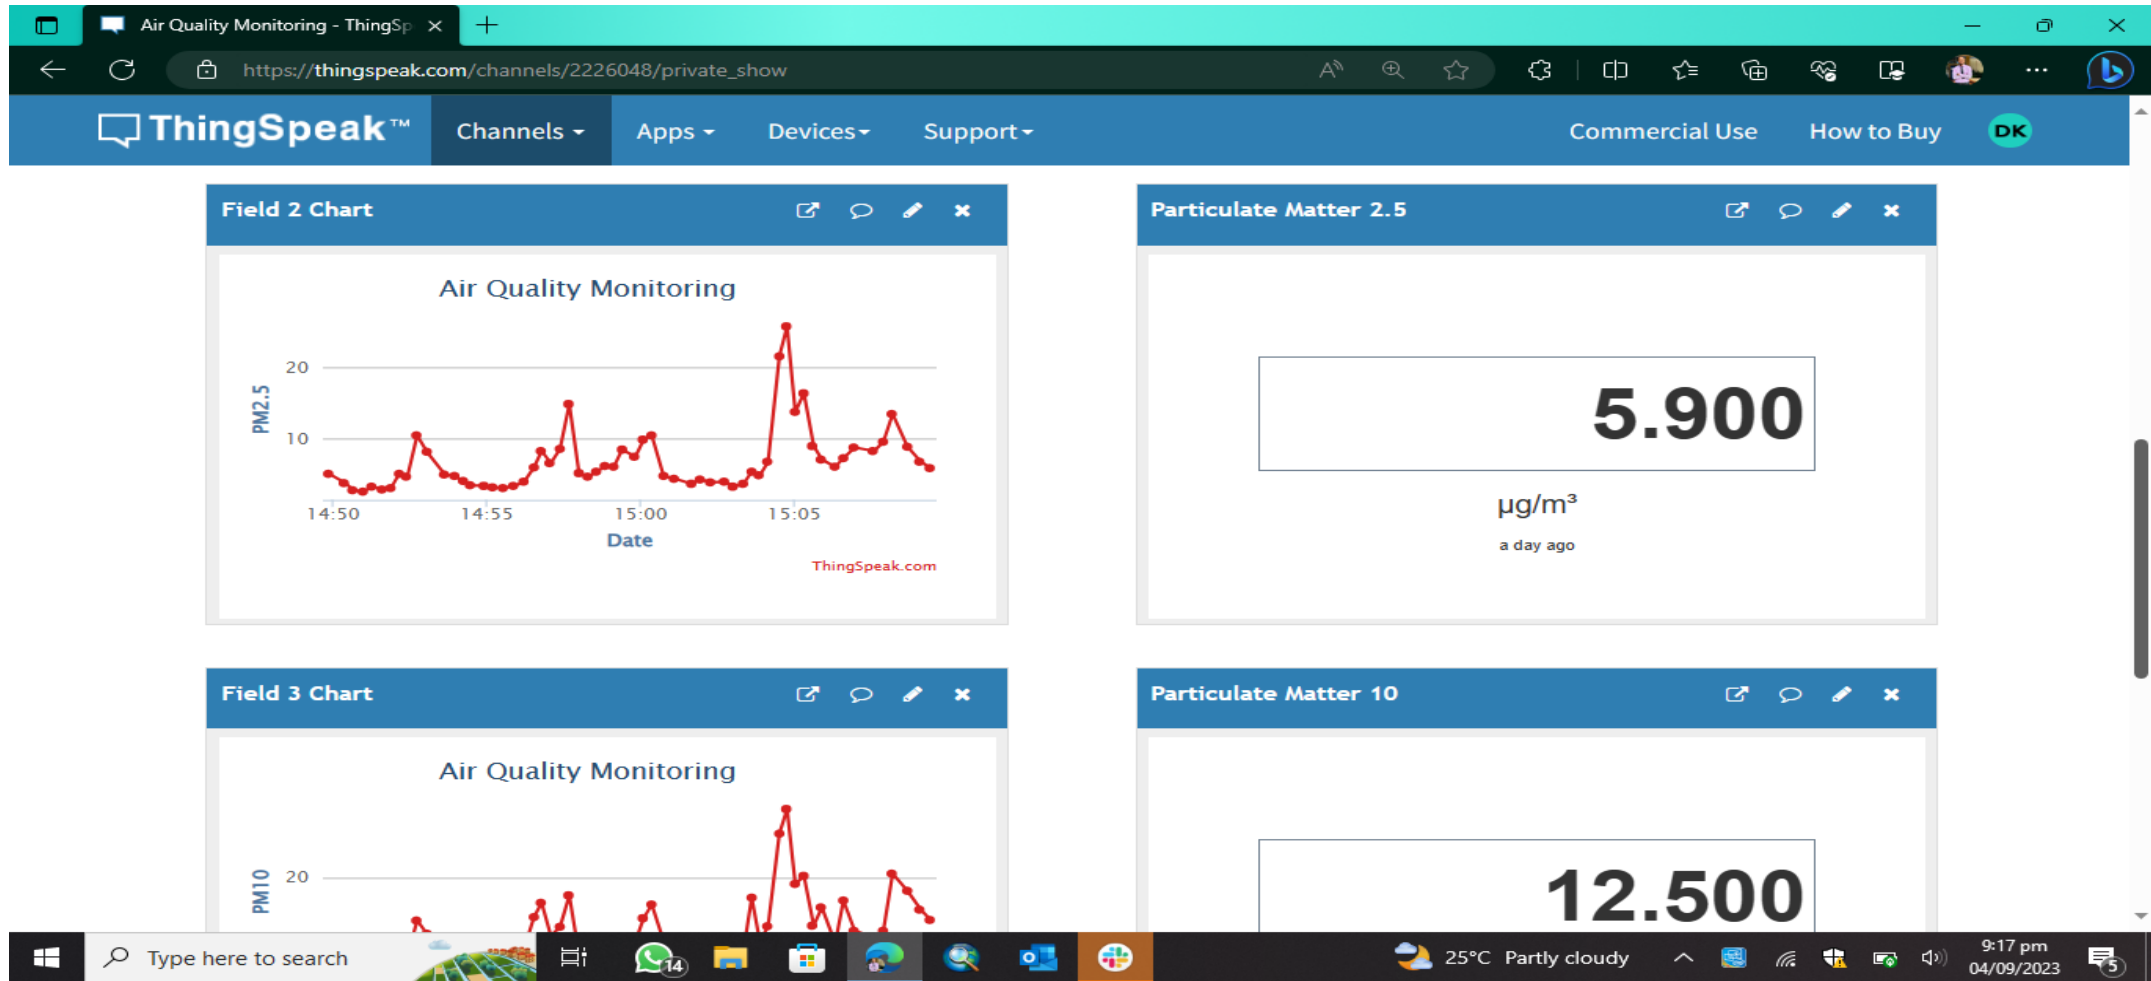 Air Quality Monitoring - ThingSp
https://thingspeak.com/channels/2226048/private_show
ThingSpeak™ Channels Apps Devices Support Commercial Use How to Buy DK
Field 2 Chart
Air Quality Monitoring
PM2.5
20
10
14:50 14:55 15:00 15:05
Date
ThingSpeak.com
Particulate Matter 2.5
5.900
µg/m³
a day ago
Field 3 Chart
Air Quality Monitoring
PM10
20
Particulate Matter 10
12.500
Type here to search
14
25°C Partly cloudy
9:17 pm
04/09/2023
5